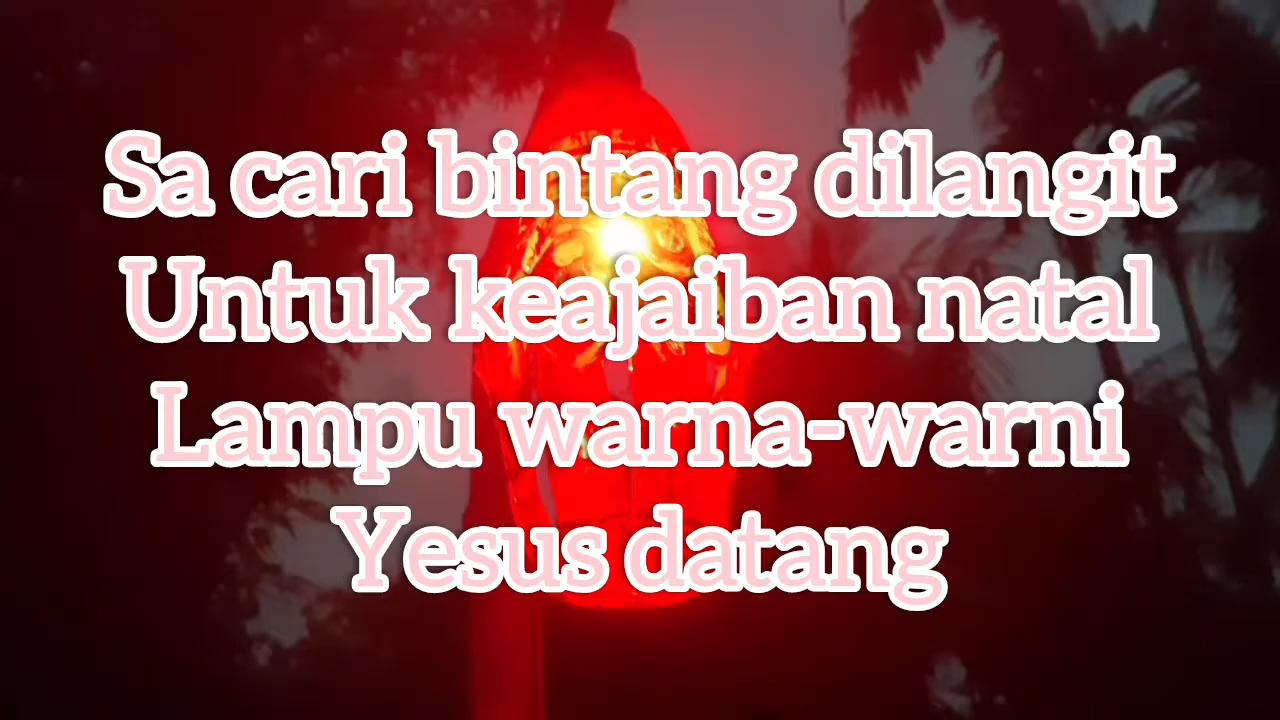 Sa cari bintang dilangit
Untuk keajaiban natal
Lampu warna-warni
Yesus datang